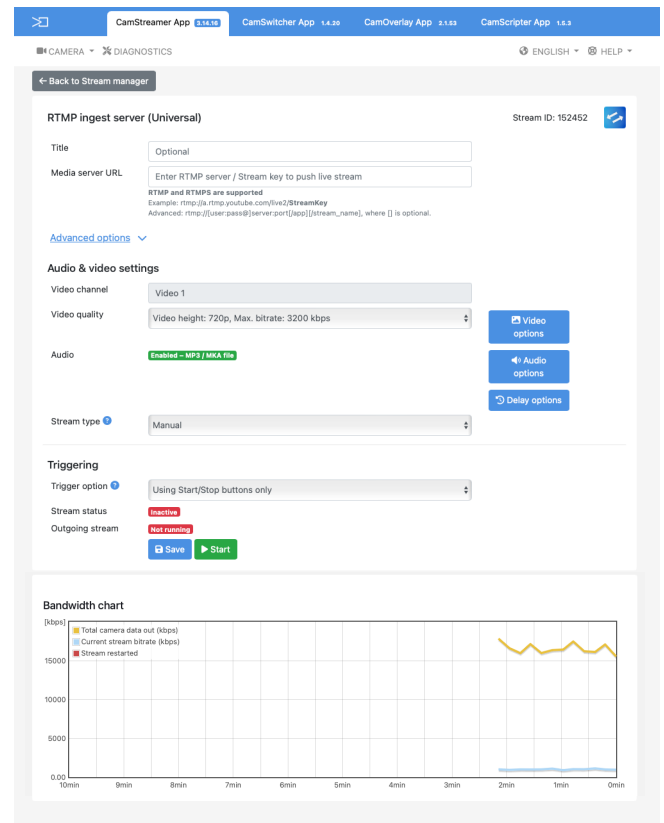 CamStreamer App 3.14.16 CamSwitcher App 1.4.20 CamOverlay App 2.1.53 CamScripter App 1.5.3
CAMERA DIAGNOSTICS ENGLISH HELP
← Back to Stream manager
RTMP ingest server (Universal) Stream ID: 152452
Title Optional
Media server URL Enter RTMP server / Stream key to push live stream
RTMP and RTMPS are supported
Example: rtmp://a.rtmp.youtube.com/live2/StreamKey
Advanced: rtmp://[user:pass@]server:port[/app][/stream_name], where [] is optional.
Advanced options
Audio & video settings
Video channel Video 1
Video quality Video height: 720p, Max. bitrate: 3200 kbps Video options
Audio Enabled – MP3 / MKA file Audio options
Delay options
Stream type ? Manual
Triggering
Trigger option ? Using Start/Stop buttons only
Stream status Inactive
Outgoing stream Not running
Save Start
Bandwidth chart
[kbps]
Total camera data out (kbps)
Current stream bitrate (kbps)
Stream restarted
15000
10000
5000
0.00
10min 9min 8min 7min 6min 5min 4min 3min 2min 1min 0min